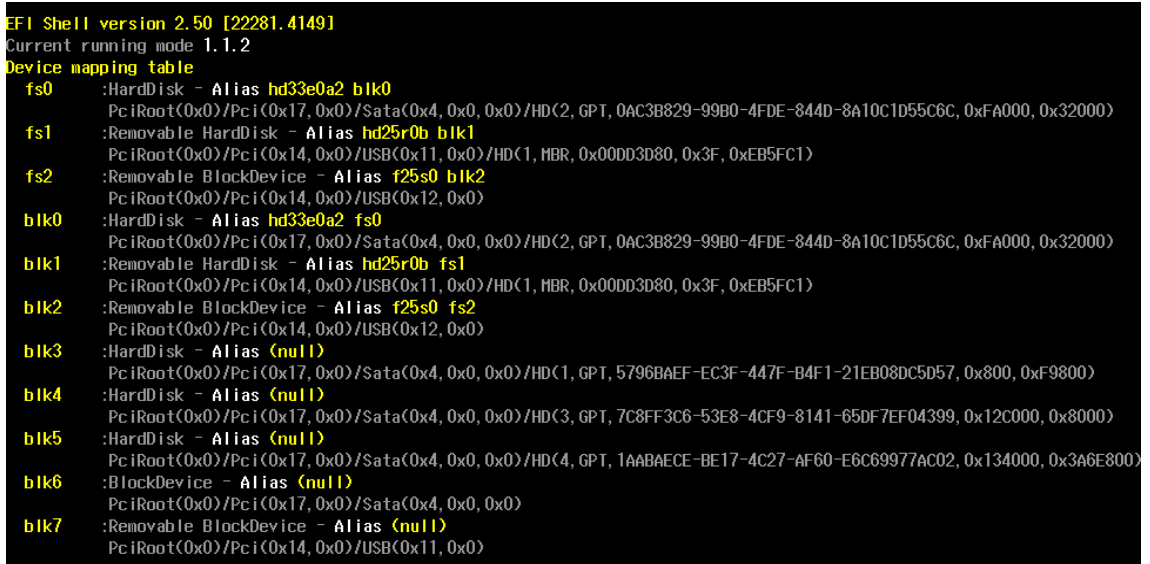 EFI Shell version 2.50 [22281.4149]
Current running mode 1.1.2
Device mapping table
fs0 :HardDisk - Alias hd33e0a2 blk0
PciRoot(0x0)/Pci(0x17,0x0)/Sata(0x4,0x0,0x0)/HD(2,GPT,0AC3B829-99B0-4FDE-844D-8A10C1D55C6C,0xFA000,0x32000)
fs1 :Removable HardDisk - Alias hd25r0b blk1
PciRoot(0x0)/Pci(0x14,0x0)/USB(0x11,0x0)/HD(1,MBR,0x00DD3D80,0x3F,0xEB5FC1)
fs2 :Removable BlockDevice - Alias f25s0 blk2
PciRoot(0x0)/Pci(0x14,0x0)/USB(0x12,0x0)
blk0 :HardDisk - Alias hd33e0a2 fs0
PciRoot(0x0)/Pci(0x17,0x0)/Sata(0x4,0x0,0x0)/HD(2,GPT,0AC3B829-99B0-4FDE-844D-8A10C1D55C6C,0xFA000,0x32000)
blk1 :Removable HardDisk - Alias hd25r0b fs1
PciRoot(0x0)/Pci(0x14,0x0)/USB(0x11,0x0)/HD(1,MBR,0x00DD3D80,0x3F,0xEB5FC1)
blk2 :Removable BlockDevice - Alias f25s0 fs2
PciRoot(0x0)/Pci(0x14,0x0)/USB(0x12,0x0)
blk3 :HardDisk - Alias (null)
PciRoot(0x0)/Pci(0x17,0x0)/Sata(0x4,0x0,0x0)/HD(1,GPT,5796BAEF-EC3F-447F-B4F1-21EB08DC5D57,0x800,0xF9800)
blk4 :HardDisk - Alias (null)
PciRoot(0x0)/Pci(0x17,0x0)/Sata(0x4,0x0,0x0)/HD(3,GPT,7C8FF3C6-53E8-4CF9-8141-65DF7EF04399,0x12C000,0x8000)
blk5 :HardDisk - Alias (null)
PciRoot(0x0)/Pci(0x17,0x0)/Sata(0x4,0x0,0x0)/HD(4,GPT,1AABAECE-BE17-4C27-AF60-E6C69977AC02,0x134000,0x3A6E800)
blk6 :BlockDevice - Alias (null)
PciRoot(0x0)/Pci(0x17,0x0)/Sata(0x4,0x0,0x0)
blk7 :Removable BlockDevice - Alias (null)
PciRoot(0x0)/Pci(0x14,0x0)/USB(0x11,0x0)